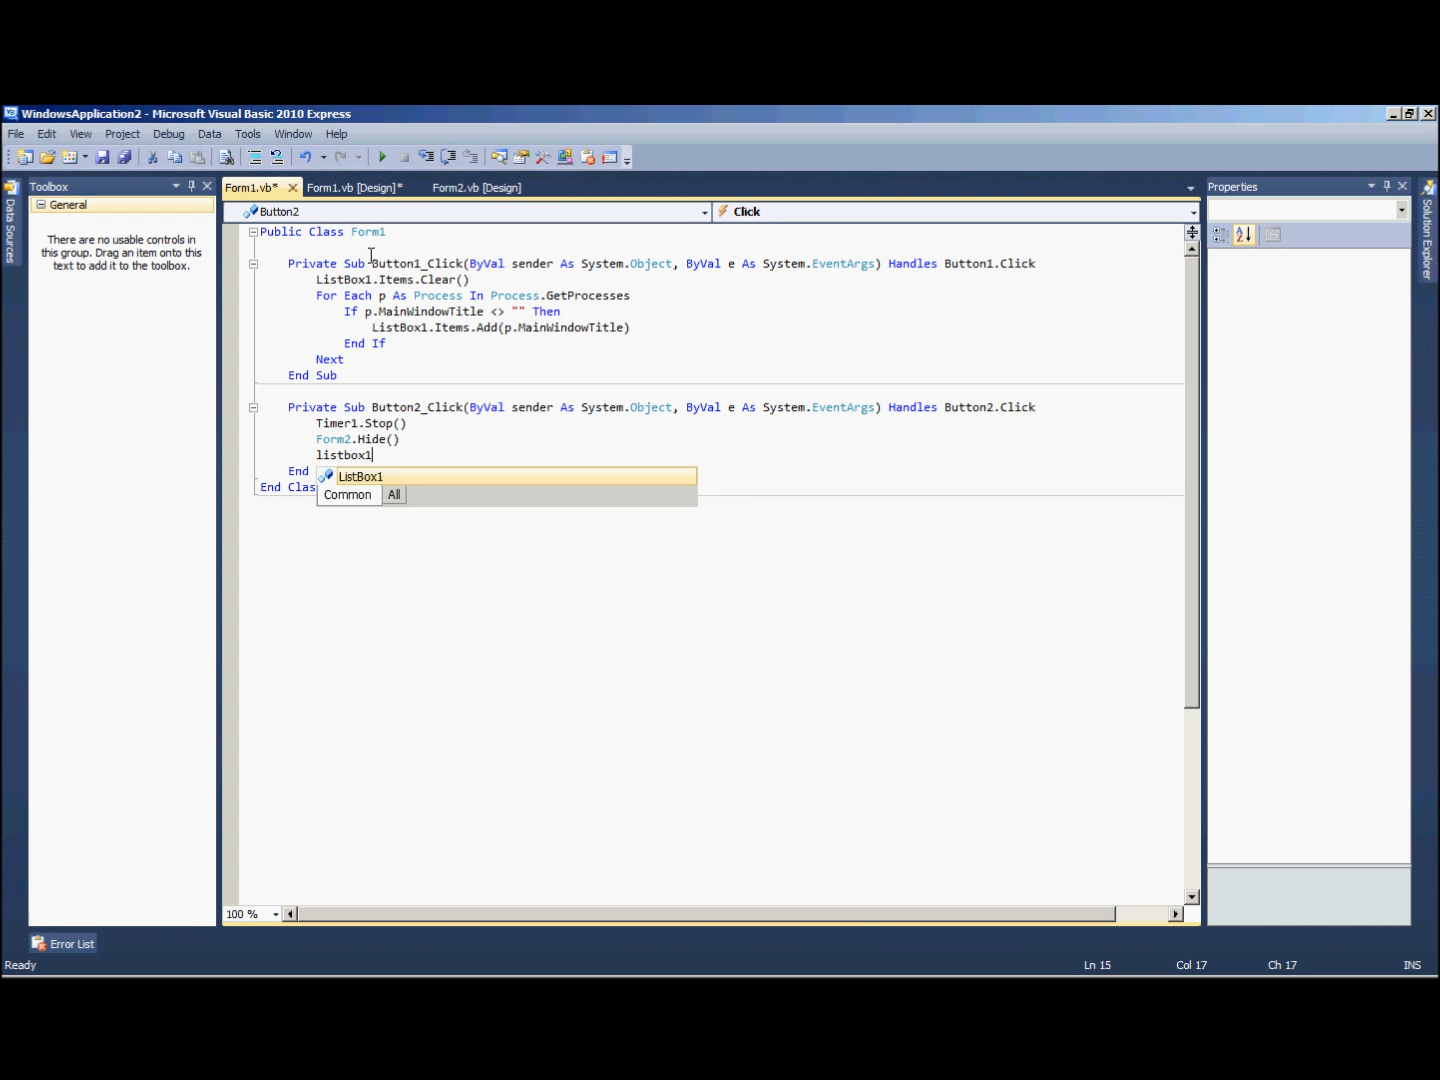 WindowsApplication2 - Microsoft Visual Basic 2010 Express
File Edit View Project Debug Data Tools Window Help
Toolbox
Form1.vb* Form1.vb [Design]* Form2.vb [Design]
Properties
General
Button2
Click
There are no usable controls in
this group. Drag an item onto this
text to add it to the toolbox.
Data Sources
Solution Explorer
Public Class Form1
Private Sub Button1_Click(ByVal sender As System.Object, ByVal e As System.EventArgs) Handles Button1.Click
ListBox1.Items.Clear()
For Each p As Process In Process.GetProcesses
If p.MainWindowTitle <> "" Then
ListBox1.Items.Add(p.MainWindowTitle)
End If
Next
End Sub
Private Sub Button2_Click(ByVal sender As System.Object, ByVal e As System.EventArgs) Handles Button2.Click
Timer1.Stop()
Form2.Hide()
listbox1
End
ListBox1
End Clas
Common All
100 %
Error List
Ready
Ln 15 Col 17 Ch 17 INS